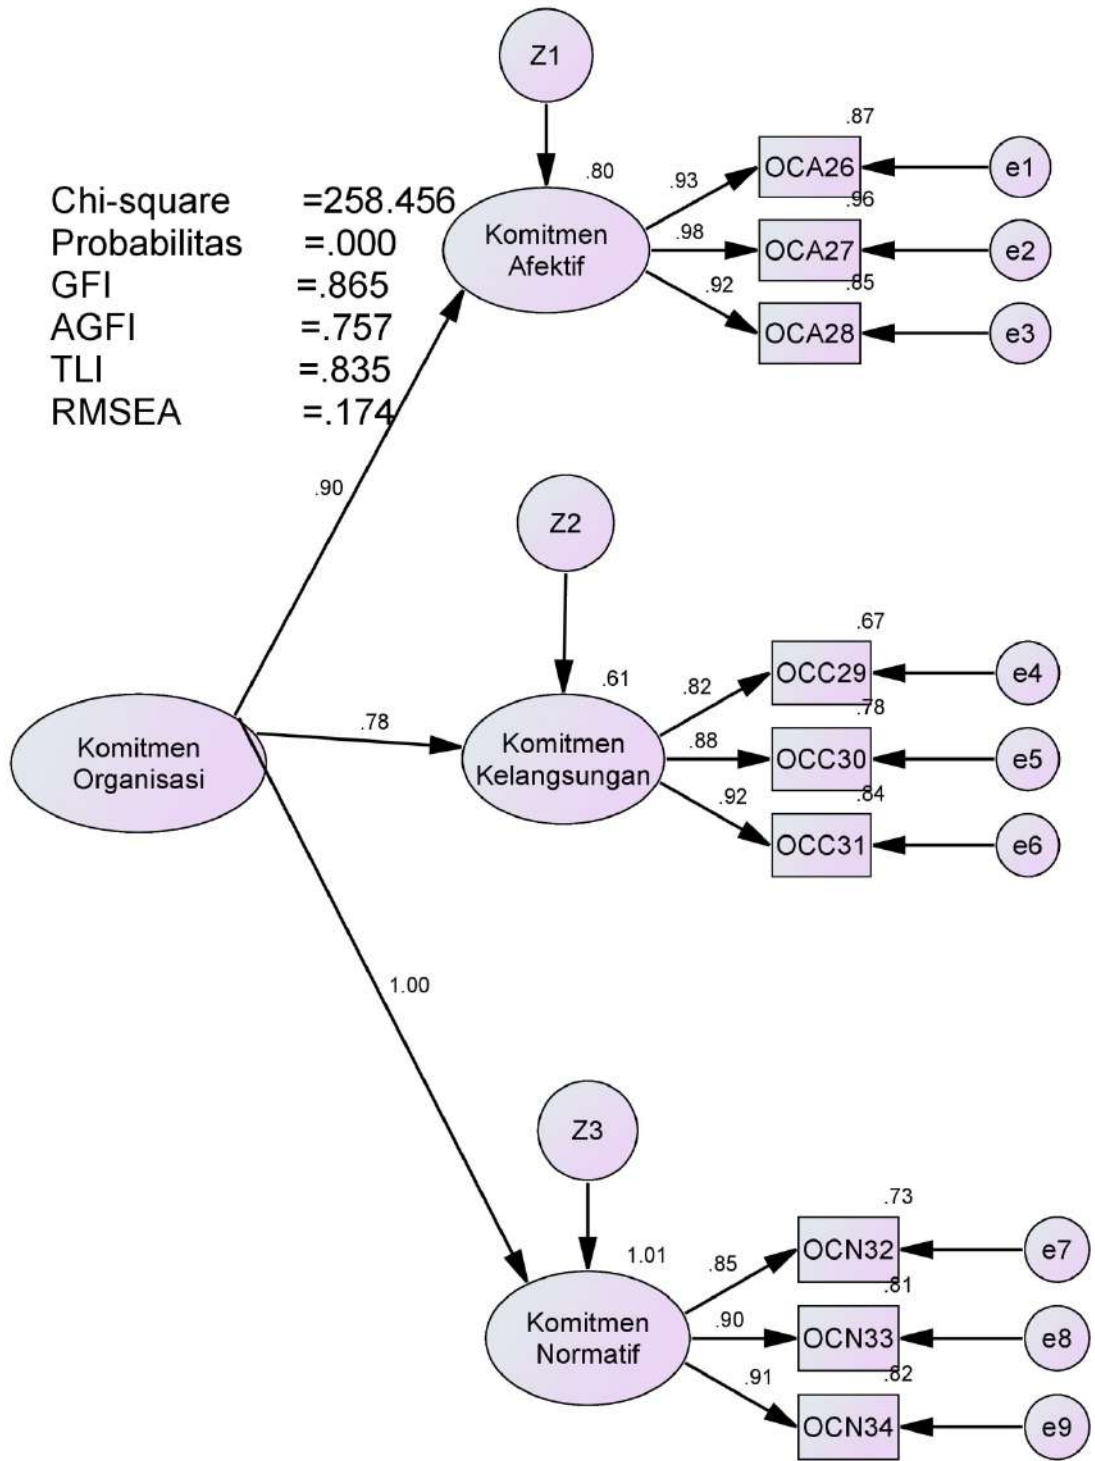 Z1
.87
OCA26
e1
.80
.93
Chi-square =258.456
Probabilitas =.000
GFI =.865
AGFI =.757
TLI =.835
RMSEA =.174
Komitmen
Afektif
.96
.98
OCA27
e2
.85
.92
OCA28
e3
.90
Z2
.67
.61
.82
OCC29
e4
.78
.78
Komitmen
Organisasi
Komitmen
Kelangsungan
.88
OCC30
e5
.84
.92
OCC31
e6
1.00
Z3
.73
1.01
.85
OCN32
e7
.81
Komitmen
Normatif
.90
OCN33
e8
.82
.91
OCN34
e9